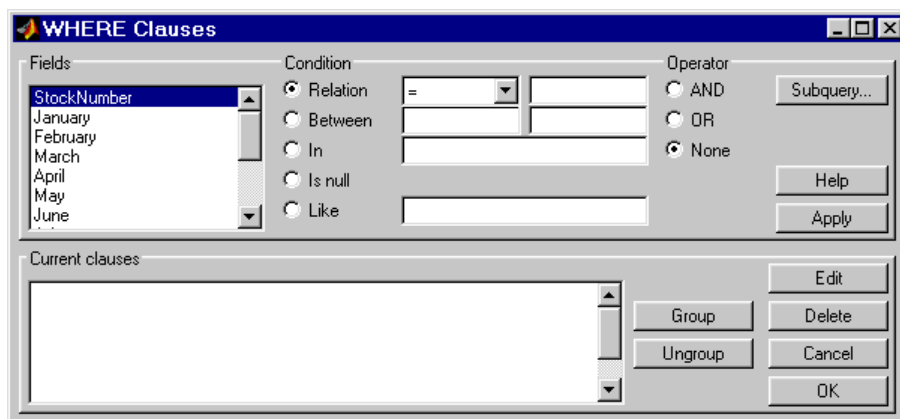 WHERE Clauses
Fields
StockNumber
January
February
March
April
May
June
Condition
Relation =
Between
In
Is null
Like
Operator
AND
OR
None
Subquery...
Help
Apply
Current clauses
Group
Ungroup
Edit
Delete
Cancel
OK